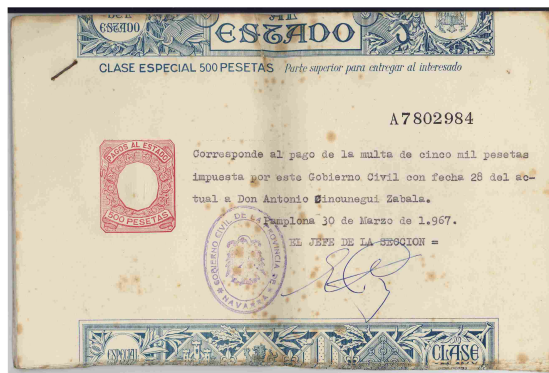 ESTADO
ESTADO
CLASE ESPECIAL 500 PESETAS Parte superior para entregar al interesado
A7802984
PAGOS AL ESTADO
500 PESETAS
Corresponde al pago de la multa de cinco mil pesetas
impuesta por este Gobierno Civil con fecha 28 del ac-
tual a Don Antonio Cincunegui Zabala.
Pamplona 30 de Marzo de 1.967.
EL JEFE DE LA SECCION =
GOBIERNO CIVIL DE LA PROVINCIA DE
NAVARRA
CLASE